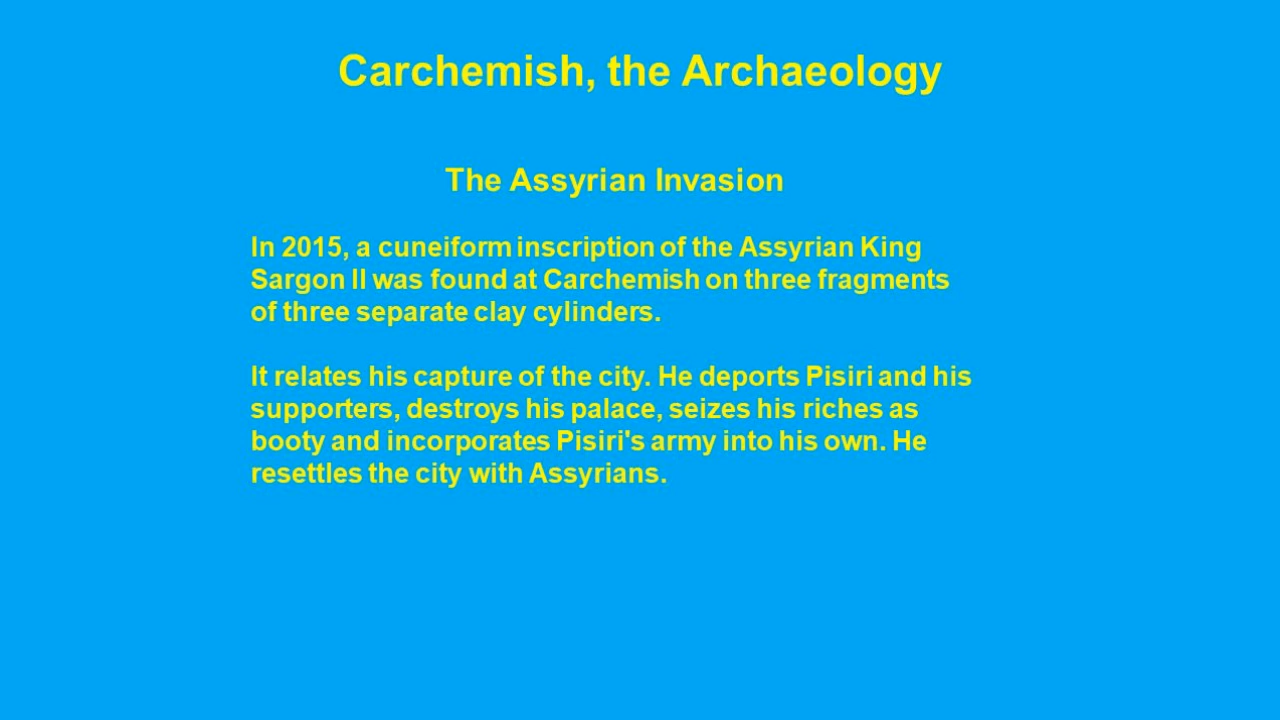 Carchemish, the Archaeology
The Assyrian Invasion
In 2015, a cuneiform inscription of the Assyrian King
Sargon II was found at Carchemish on three fragments
of three separate clay cylinders.
It relates his capture of the city. He deports Pisiri and his
supporters, destroys his palace, seizes his riches as
booty and incorporates Pisiri's army into his own. He
resettles the city with Assyrians.